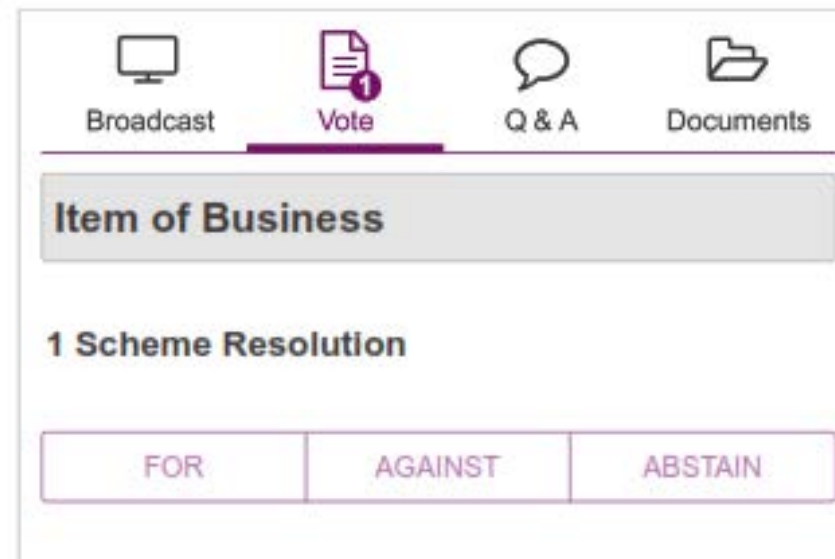 1
Broadcast Vote Q & A Documents
Item of Business
1 Scheme Resolution
FOR AGAINST ABSTAIN